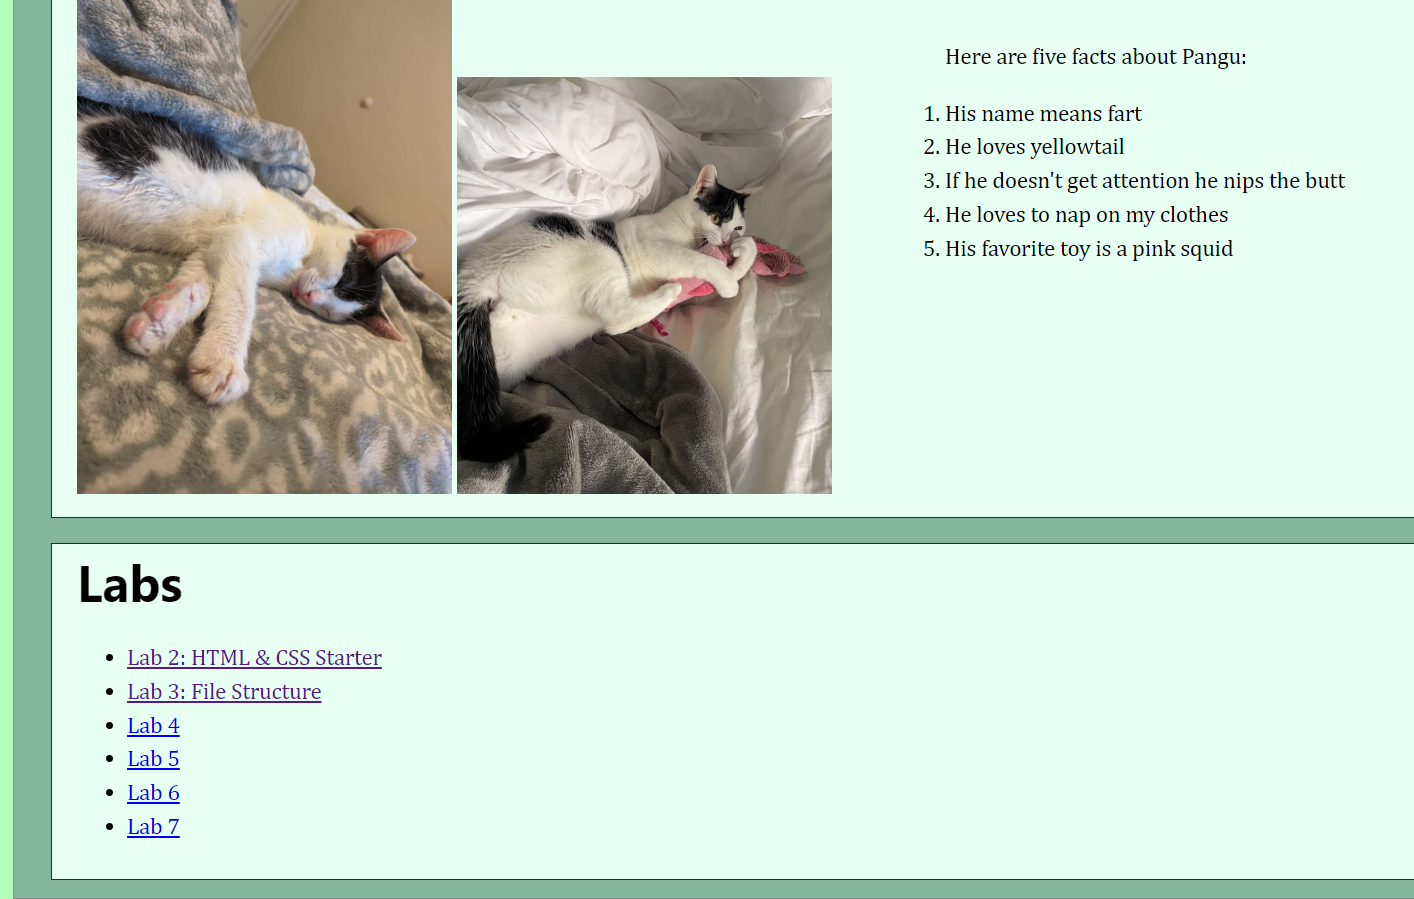 Here are five facts about Pangu:
1. His name means fart
2. He loves yellowtail
3. If he doesn't get attention he nips the butt
4. He loves to nap on my clothes
5. His favorite toy is a pink squid
Labs
• Lab 2: HTML & CSS Starter
• Lab 3: File Structure
• Lab 4
• Lab 5
• Lab 6
• Lab 7